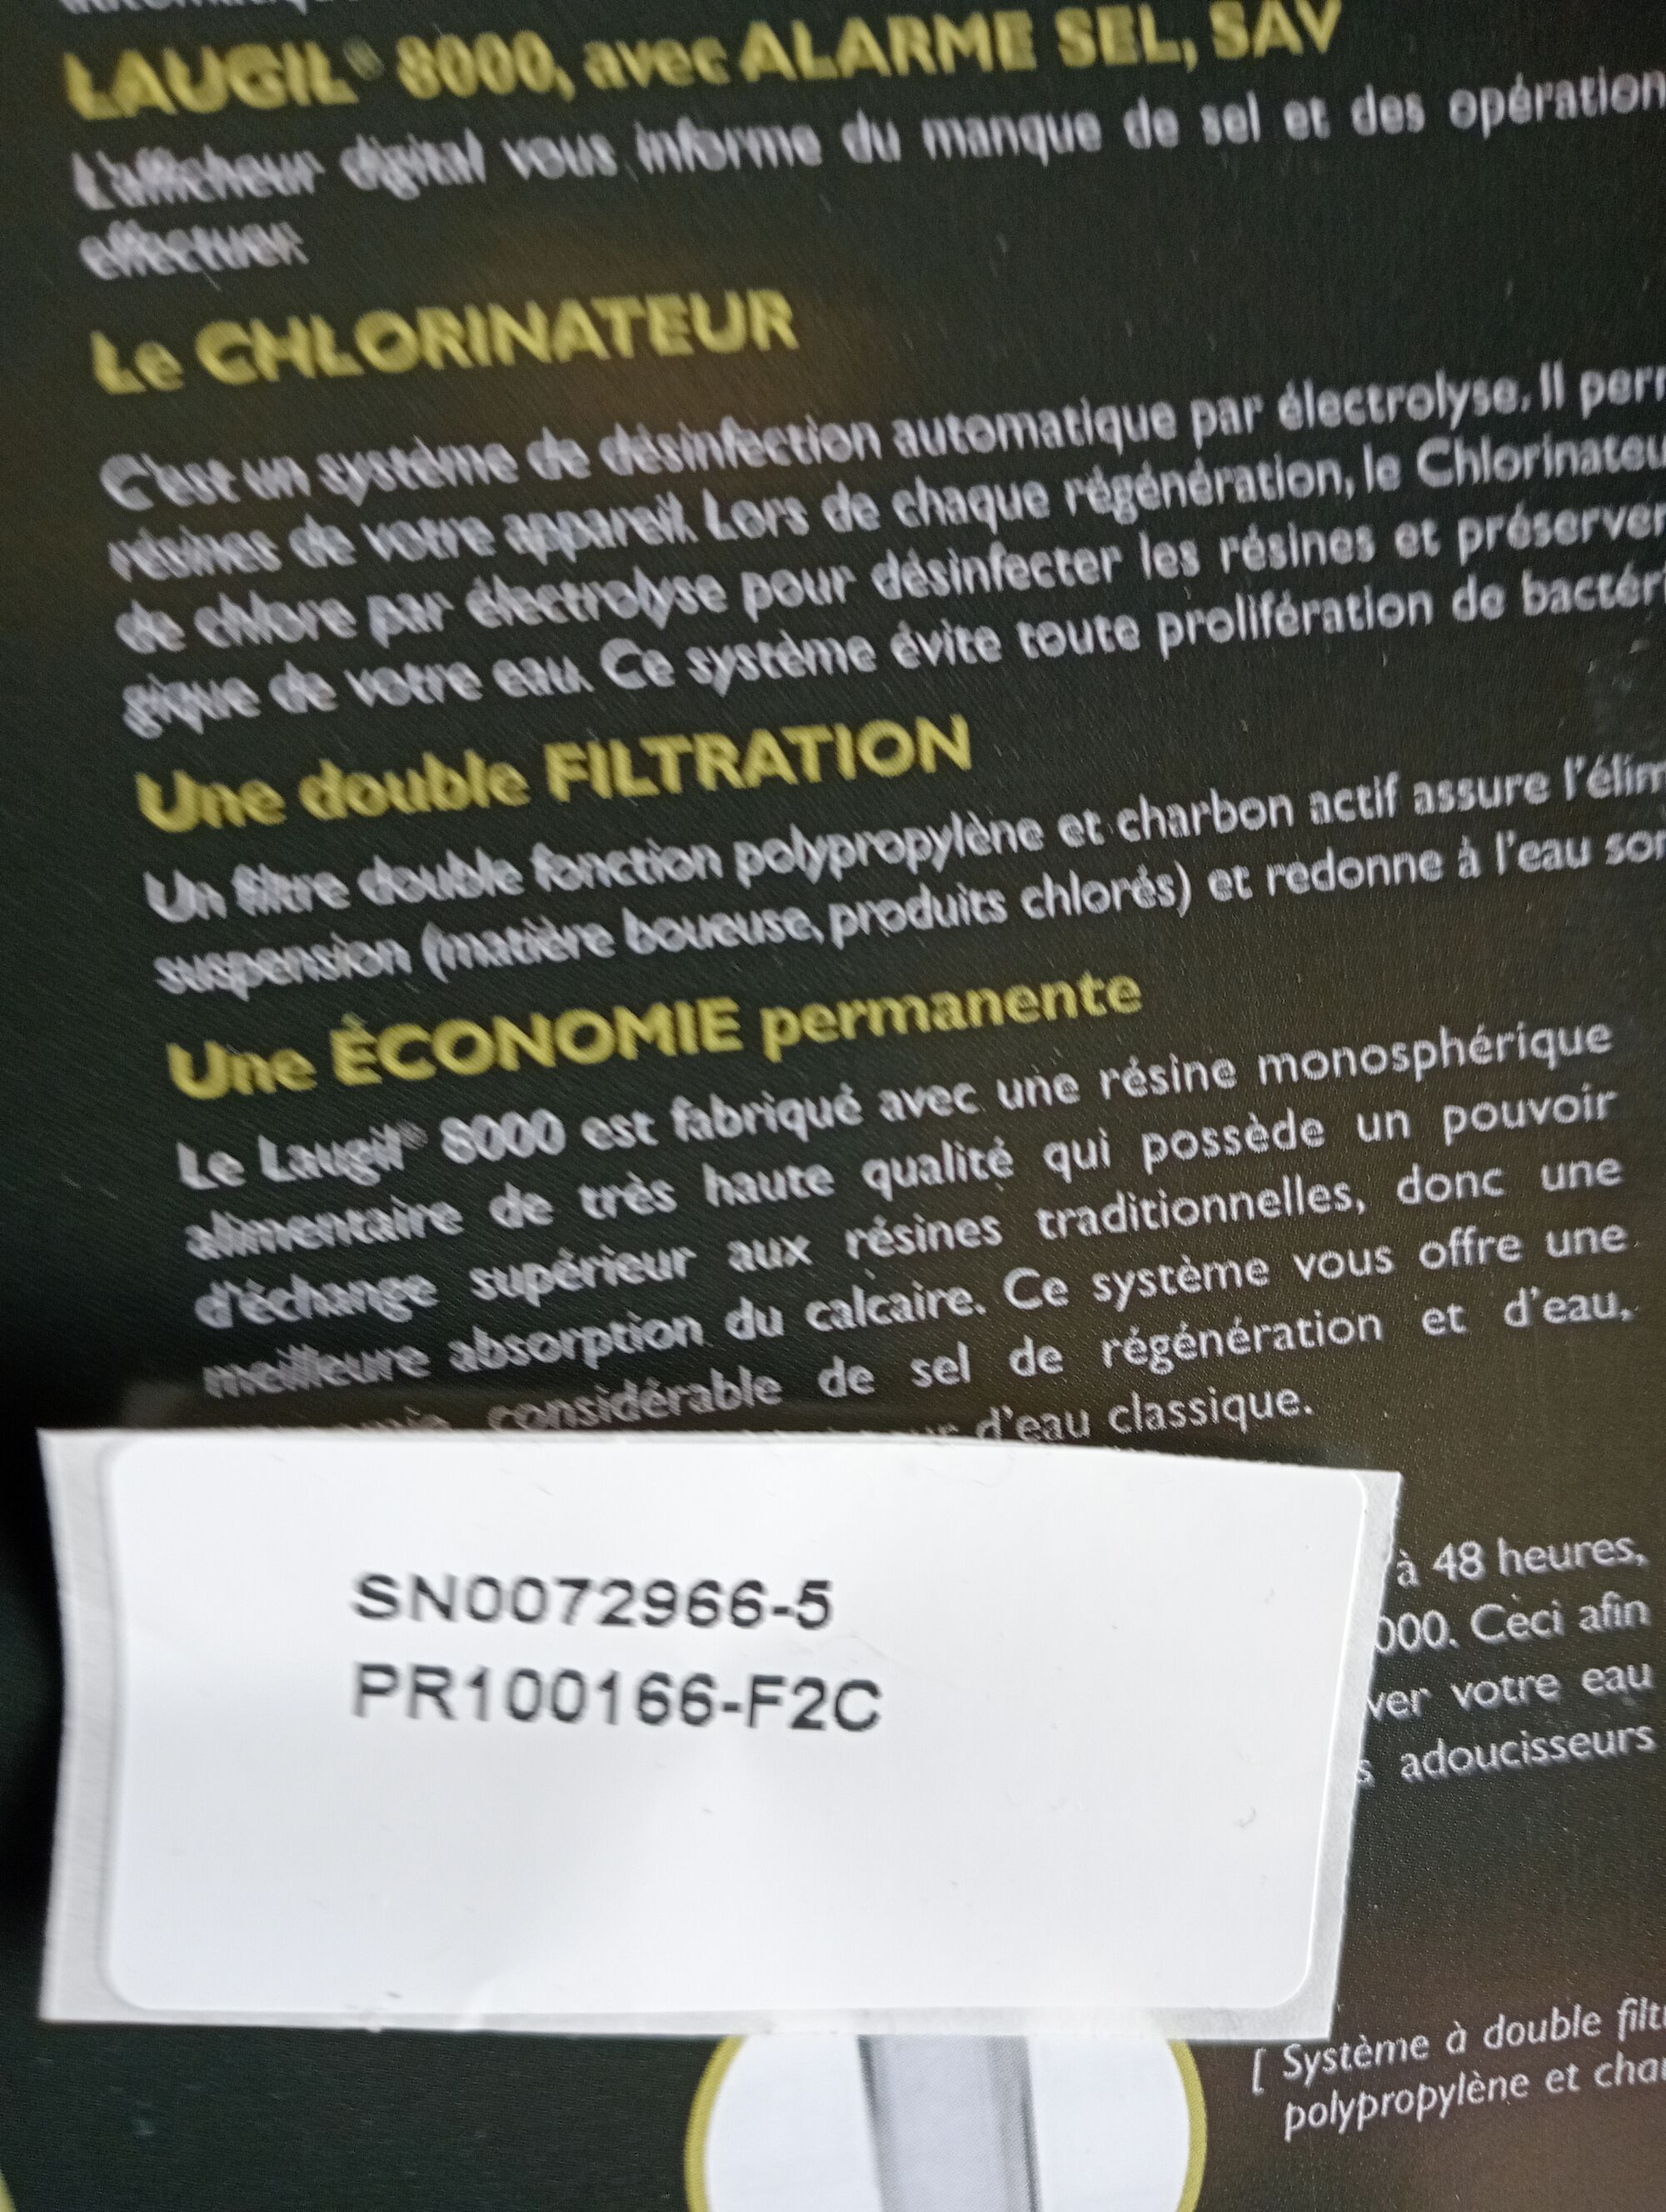 LAUGIL® 8000, avec ALARME SEL, SAV
L'afficheur digital vous informe du manque de sel et des opération
effectuer.
Le CHLORINATEUR
C'est un système de désinfection automatique par électrolyse. Il perm
résines de votre appareil. Lors de chaque régénération, le Chlorinateu
de chlore par électrolyse pour désinfecter les résines et préserver
gique de votre eau. Ce système évite toute prolifération de bactéri
Une double FILTRATION
Un filtre double fonction polypropylène et charbon actif assure l'élim
suspension (matière boueuse, produits chlorés) et redonne à l'eau son
Une ÉCONOMIE permanente
Le Laugil® 8000 est fabriqué avec une résine monosphérique
alimentaire de très haute qualité qui possède un pouvoir
d'échange supérieur aux résines traditionnelles, donc une
meilleure absorption du calcaire. Ce système vous offre une
considérable de sel de régénération et d'eau,
d'eau classique.
SN0072966-5
PR100166-F2C
à 48 heures,
000. Ceci afin
ver votre eau
s adoucisseurs
[ Système à double filt
polypropylène et cha